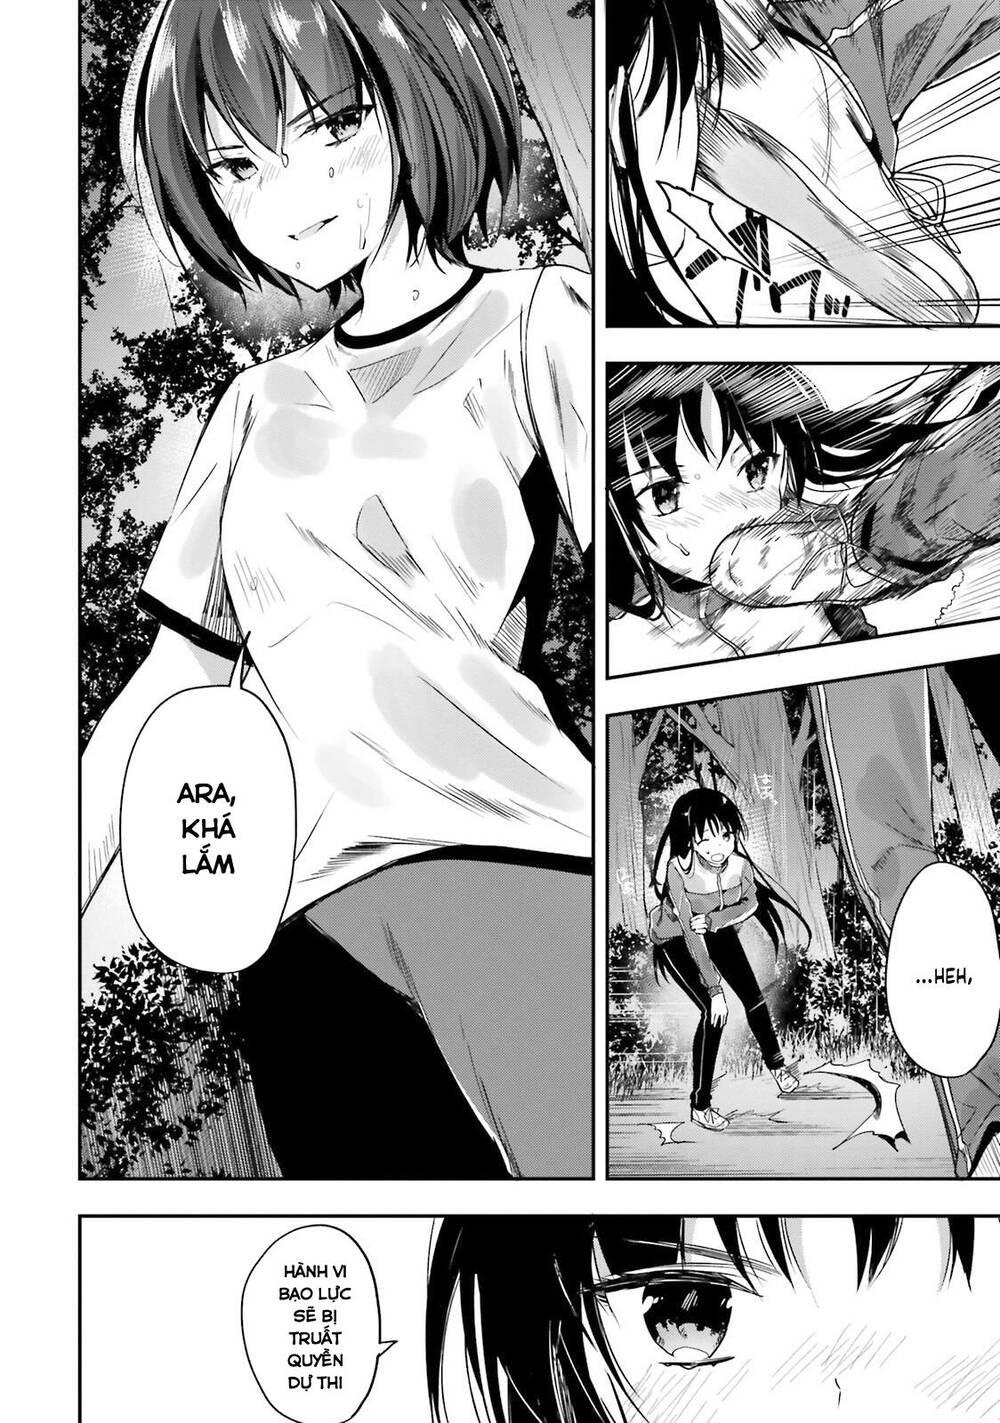 ...HEH,
ARA,
KHÁ
LẮM
HÀNH VI
BẠO LỰC
SẼ BỊ
TRUẤT
QUYỀN
DỰ THI